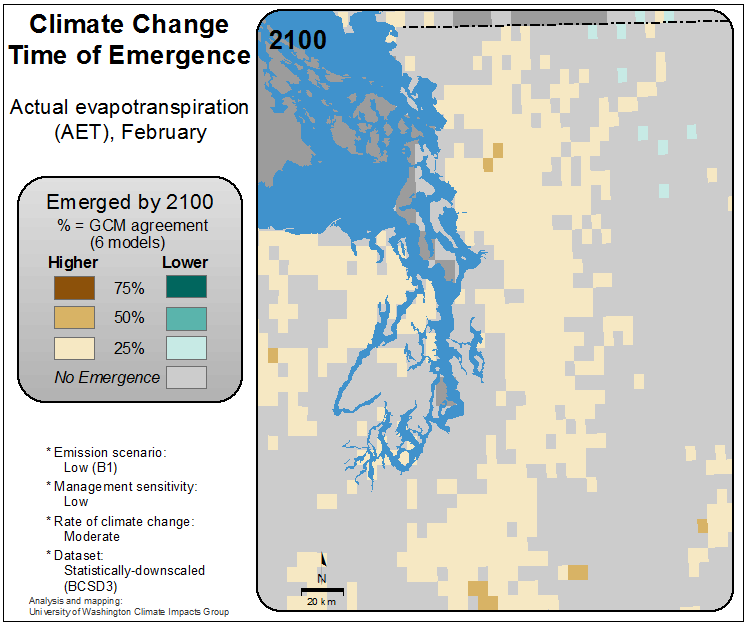 Climate Change
Time of Emergence
Actual evapotranspiration
(AET), February
Emerged by 2100
% = GCM agreement
(6 models)
Higher Lower
75%
50%
25%
No Emergence
* Emission scenario:
Low (B1)
* Management sensitivity:
Low
* Rate of climate change:
Moderate
* Dataset:
Statistically-downscaled
(BCSD3)
Analysis and mapping:
University of Washington Climate Impacts Group
2100
N
20 km